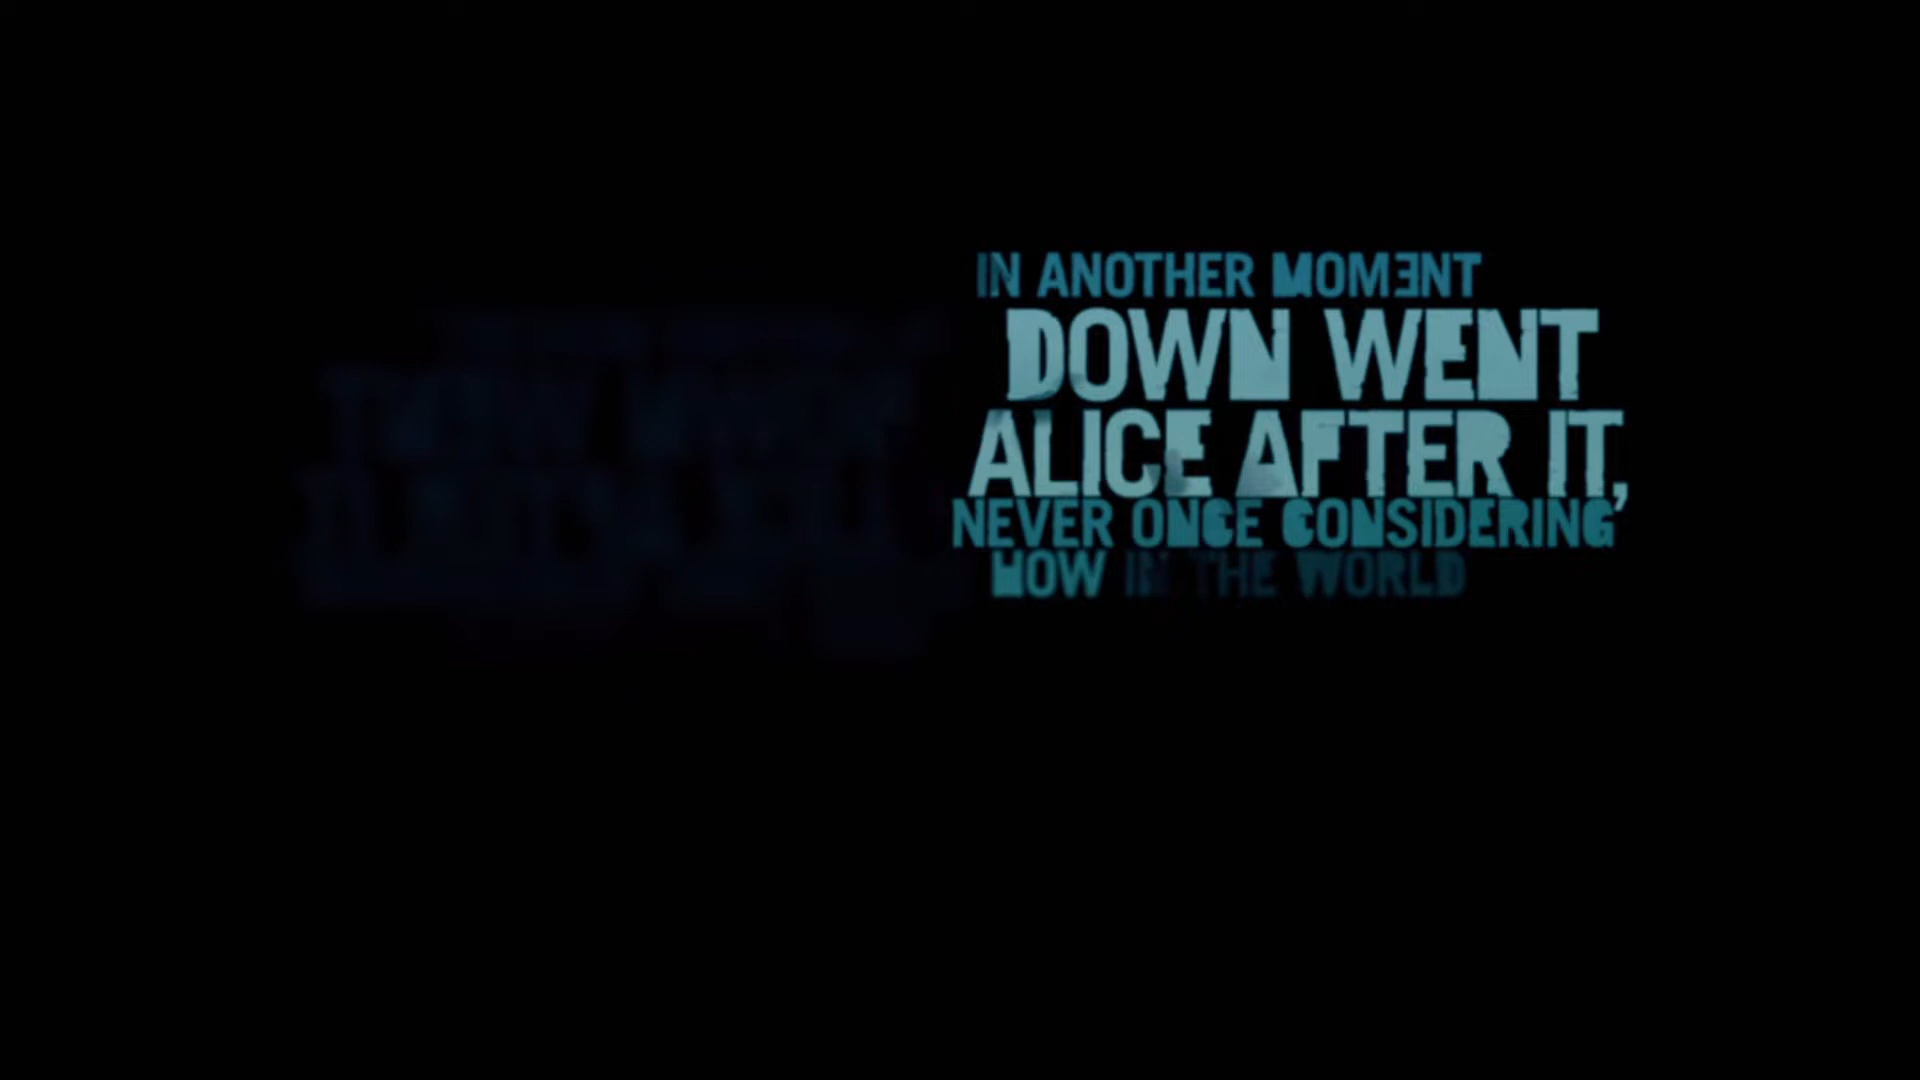 IN ANOTHER MOMENT
DOWN WENT
ALICE AFTER IT,
NEVER ONCE CONSIDERING
HOW IN THE WORLD